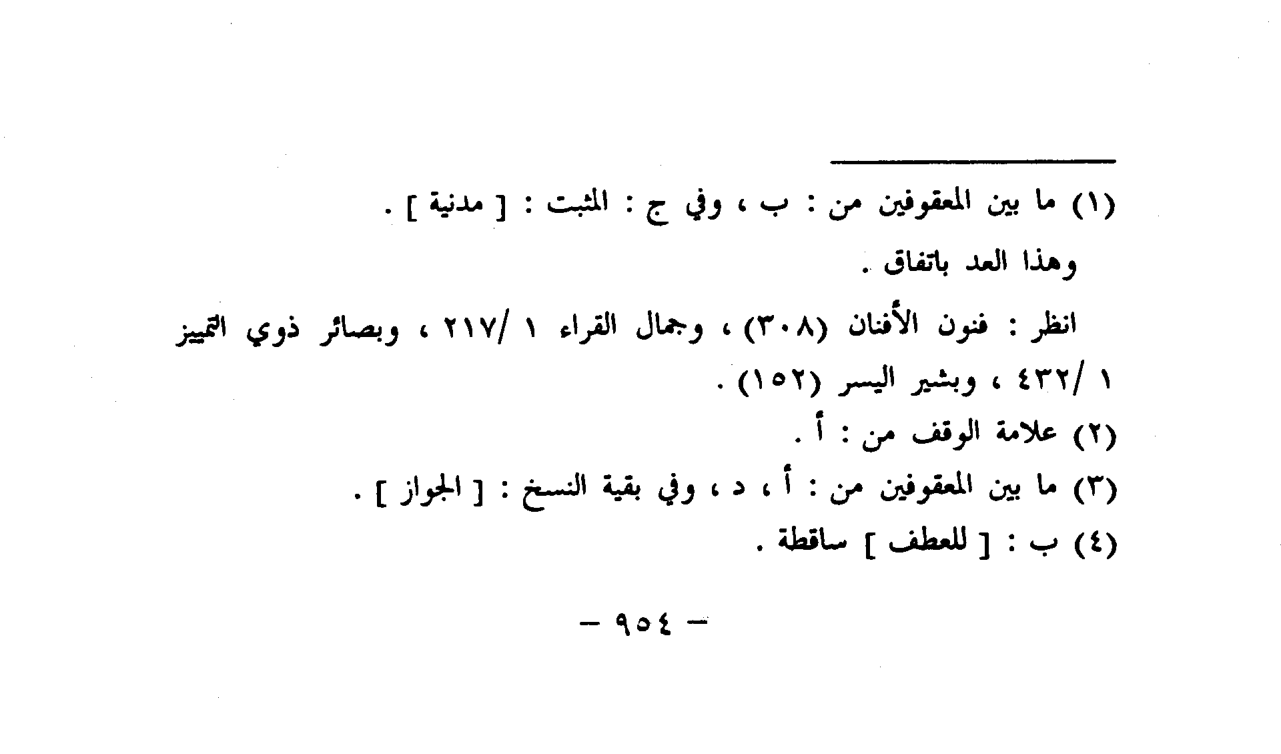 (١) ما بين المعقوفين من : ب ، وفي ج : المثبت : [ مدنية ] .
وهذا العد باتفاق .
انظر : فنون الأفنان (٣٠٨) ، وجمال القراء ١ /٢١٧ ، وبصائر ذوي التمييز
١ /٤٣٢ ، وبشير اليسر (١٥٢) .
(٢) علامة الوقف من : أ .
(٣) ما بين المعقوفين من : أ ، د ، وفي بقية النسخ : [ الجواز ] .
(٤) ب : [ للعطف ] ساقطة .
– ٩٥٤ –